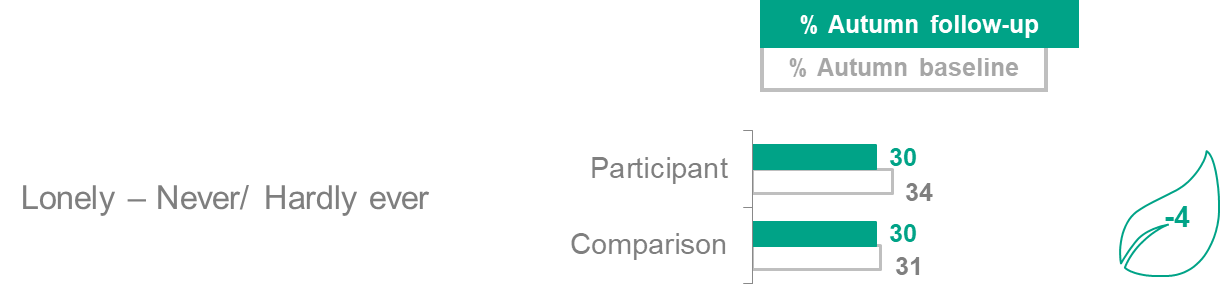 % Autumn follow-up
% Autumn baseline
Lonely – Never/ Hardly ever
Participant
30
34
Comparison
30
31
-4